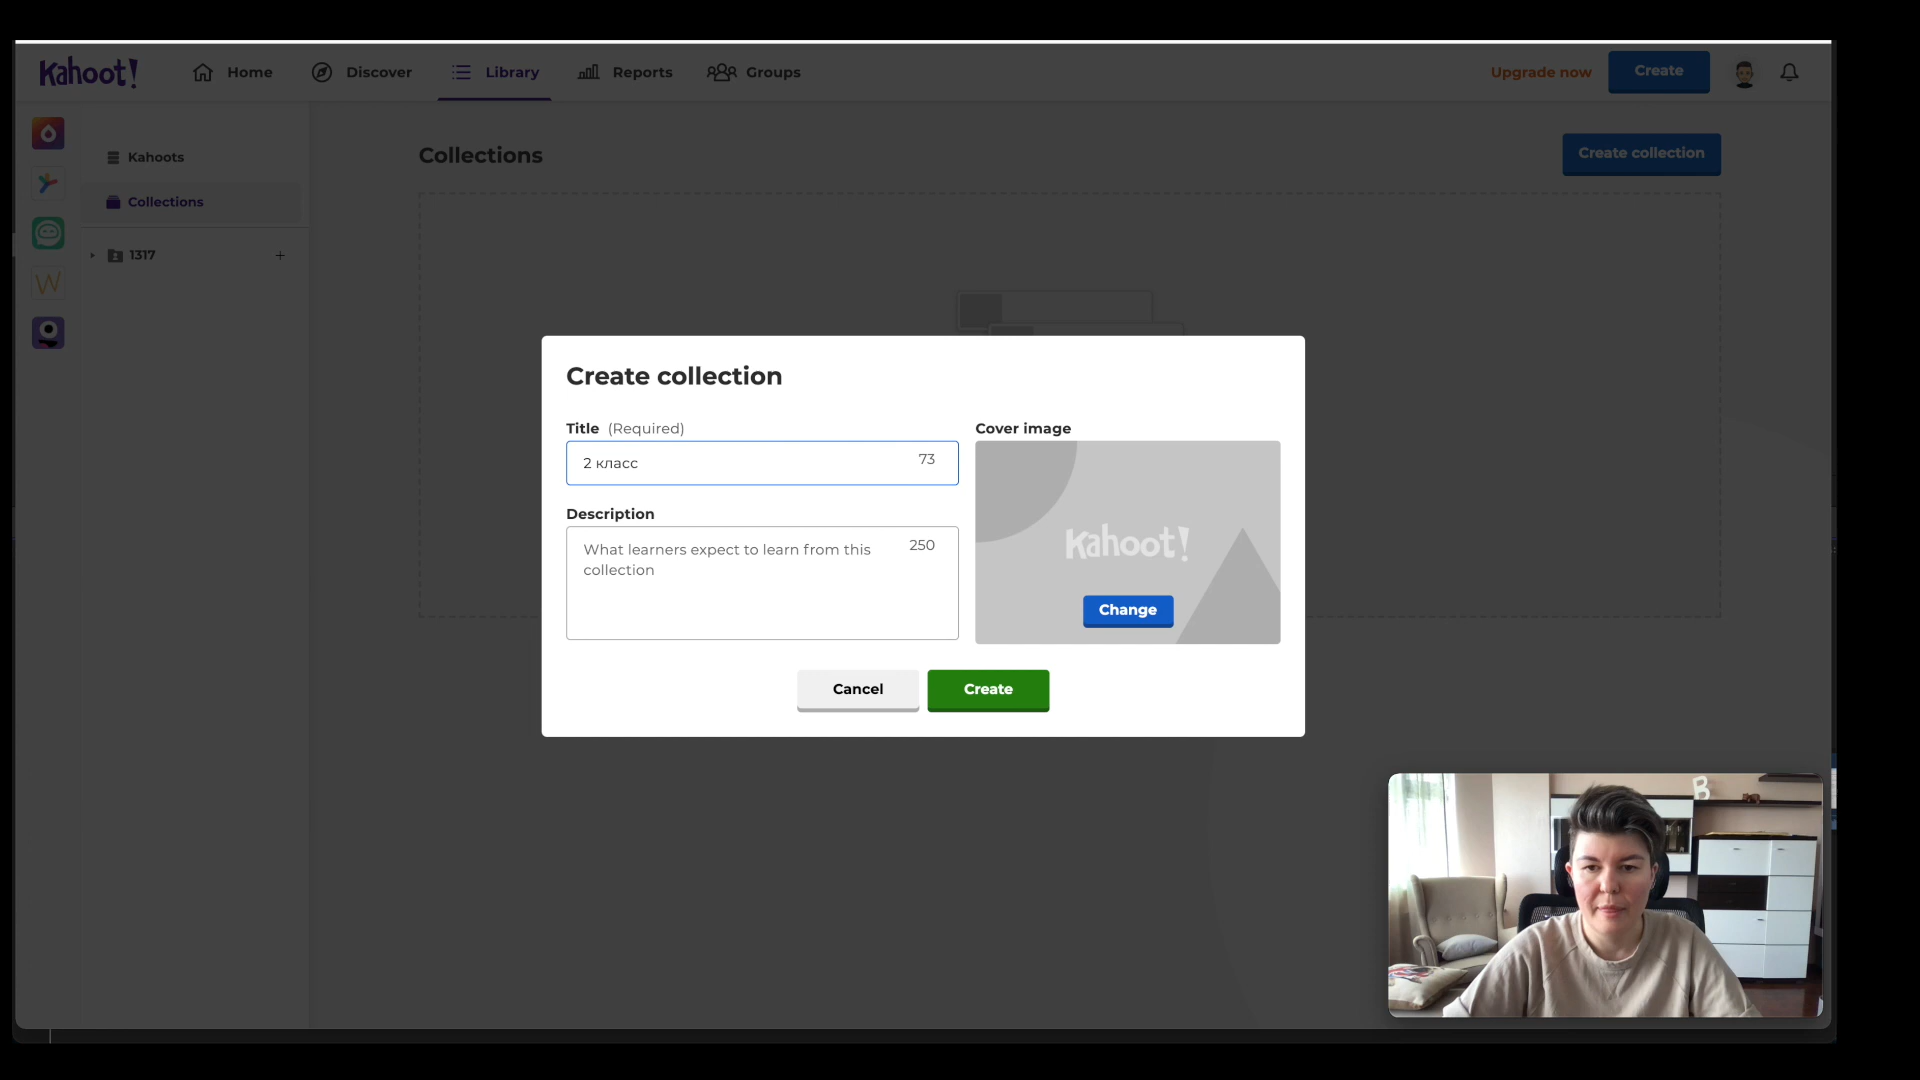 Kahoot!
Home
Discover
Library
Reports
Groups
Upgrade now
Create
Kahoots
Collections
1317
+
Collections
Create collection
Create collection
Title (Required)
2 класс
73
Description
What learners expect to learn from this
collection
250
Cover image
Kahoot!
Change
Cancel
Create
W
B